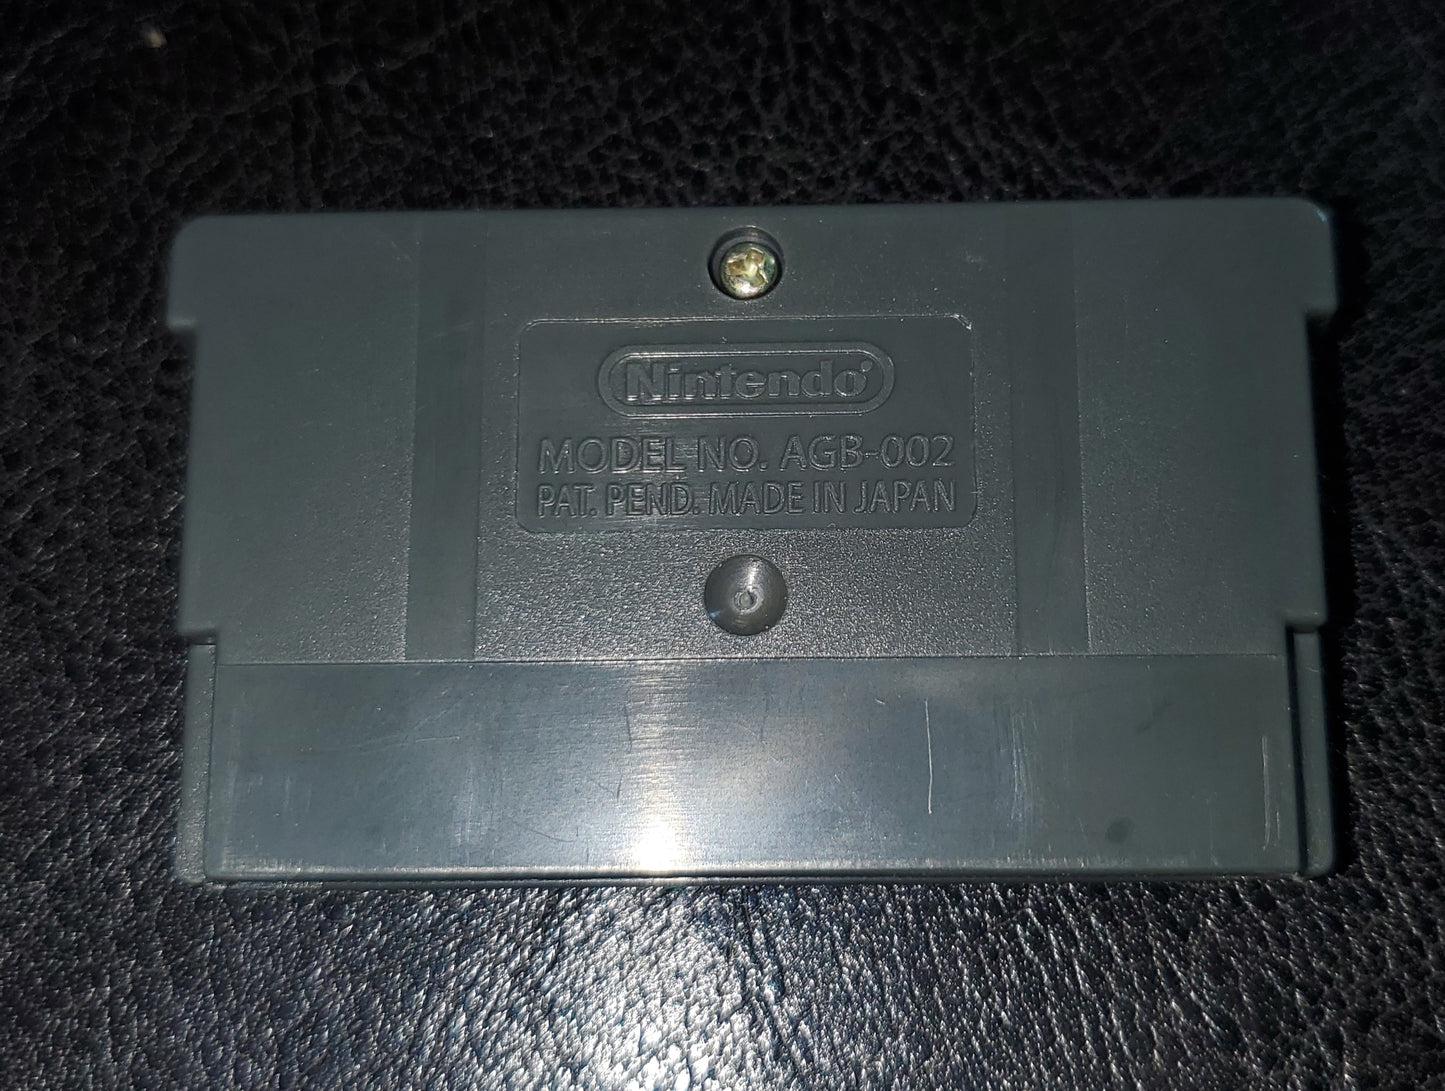 Nintendo
MODEL NO. AGB-002
PAT. PEND. MADE IN JAPAN